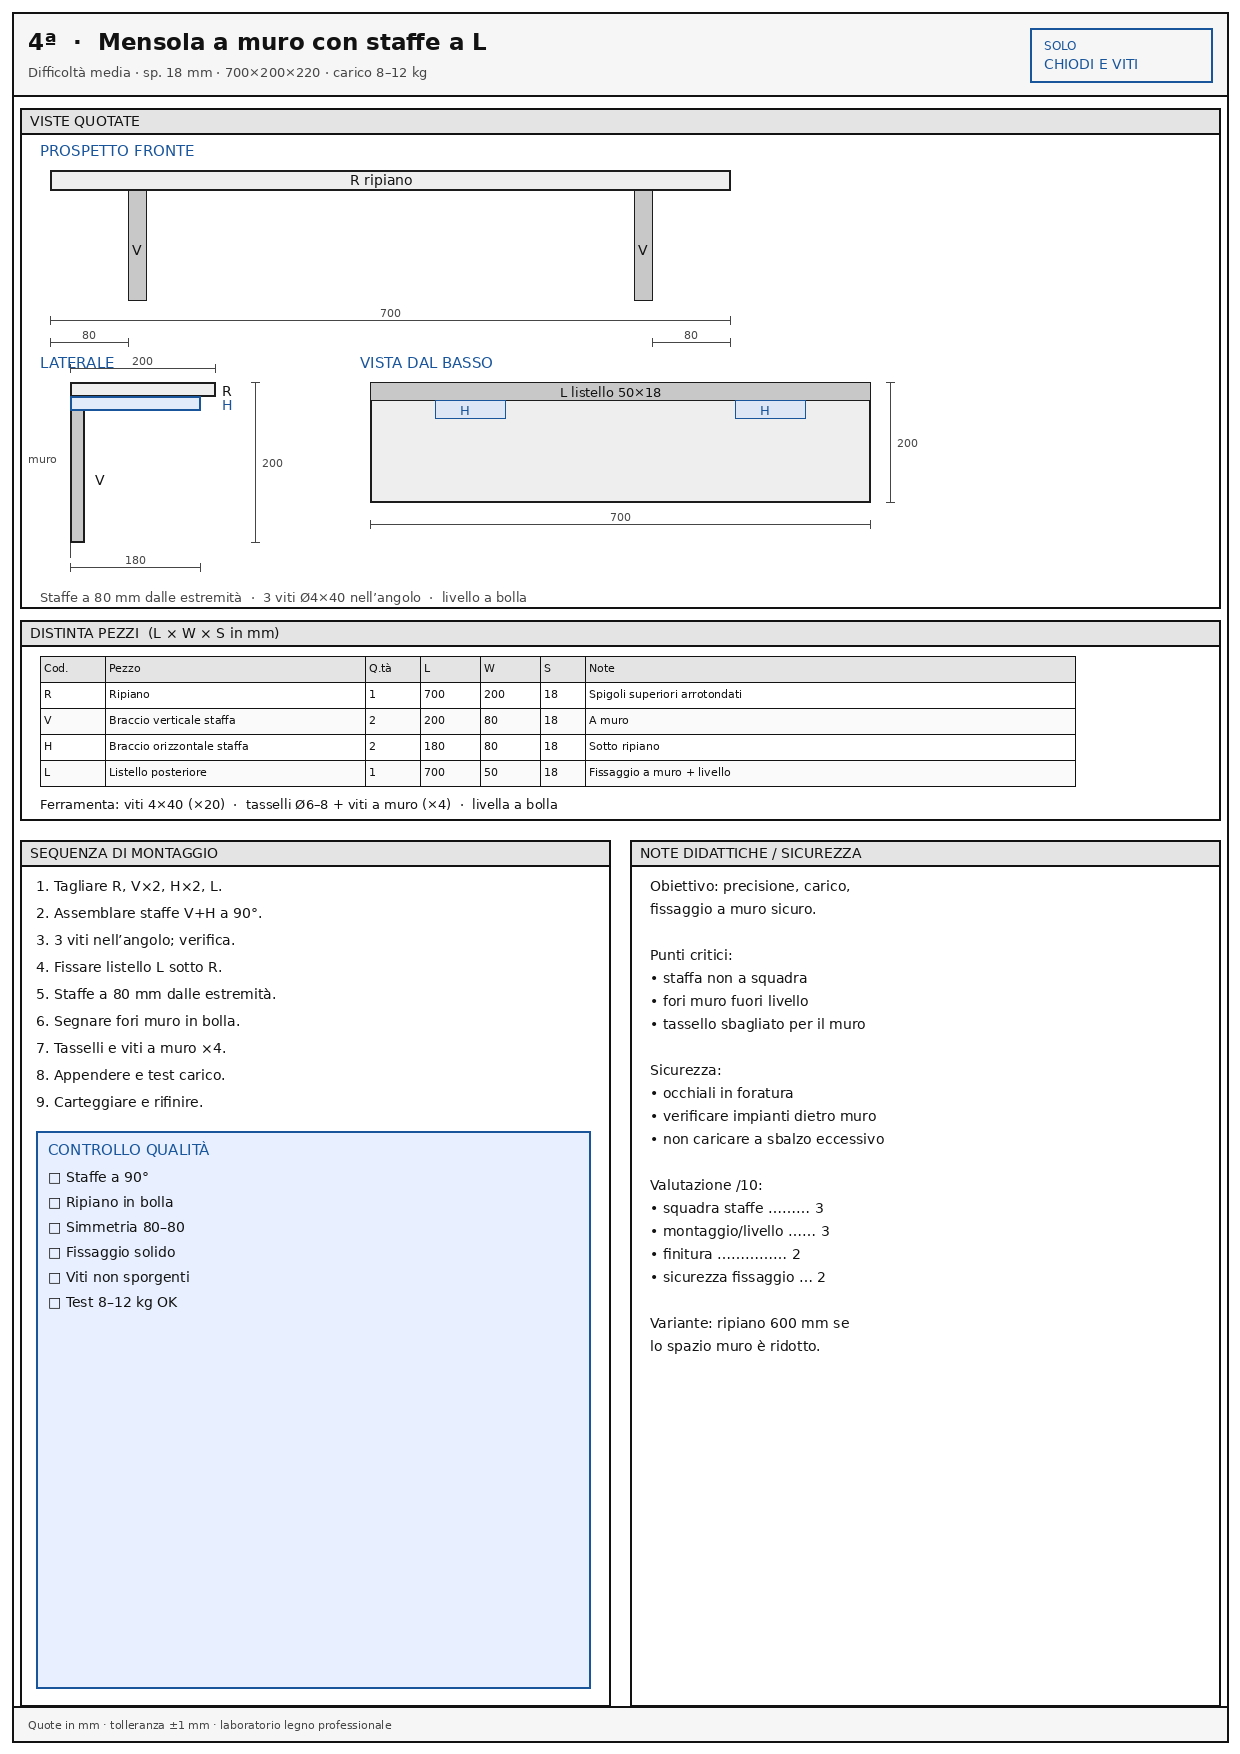 4ª · Mensola a muro con staffe a L
Difficoltà media · sp. 18 mm · 700×200×220 · carico 8–12 kg
SOLO
CHIODI E VITI
VISTE QUOTATE
PROSPETTO FRONTE
R ripiano
V V
700
80 80
LATERALE 200
R
H
muro
V
200
180
VISTA DAL BASSO
L listello 50×18
H H
200
700
Staffe a 80 mm dalle estremità · 3 viti Ø4×40 nell’angolo · livello a bolla
DISTINTA PEZZI (L × W × S in mm)
Cod. Pezzo Q.tà L W S Note
R Ripiano 1 700 200 18 Spigoli superiori arrotondati
V Braccio verticale staffa 2 200 80 18 A muro
H Braccio orizzontale staffa 2 180 80 18 Sotto ripiano
L Listello posteriore 1 700 50 18 Fissaggio a muro + livello
Ferramenta: viti 4×40 (×20) · tasselli Ø6–8 + viti a muro (×4) · livella a bolla
SEQUENZA DI MONTAGGIO
1. Tagliare R, V×2, H×2, L.
2. Assemblare staffe V+H a 90°.
3. 3 viti nell’angolo; verifica.
4. Fissare listello L sotto R.
5. Staffe a 80 mm dalle estremità.
6. Segnare fori muro in bolla.
7. Tasselli e viti a muro ×4.
8. Appendere e test carico.
9. Carteggiare e rifinire.
CONTROLLO QUALITÀ
□ Staffe a 90°
□ Ripiano in bolla
□ Simmetria 80–80
□ Fissaggio solido
□ Viti non sporgenti
□ Test 8–12 kg OK
NOTE DIDATTICHE / SICUREZZA
Obiettivo: precisione, carico,
fissaggio a muro sicuro.
Punti critici:
• staffa non a squadra
• fori muro fuori livello
• tassello sbagliato per il muro
Sicurezza:
• occhiali in foratura
• verificare impianti dietro muro
• non caricare a sbalzo eccessivo
Valutazione /10:
• squadra staffe ......... 3
• montaggio/livello ...... 3
• finitura ............... 2
• sicurezza fissaggio ... 2
Variante: ripiano 600 mm se
lo spazio muro è ridotto.
Quote in mm · tolleranza ±1 mm · laboratorio legno professionale